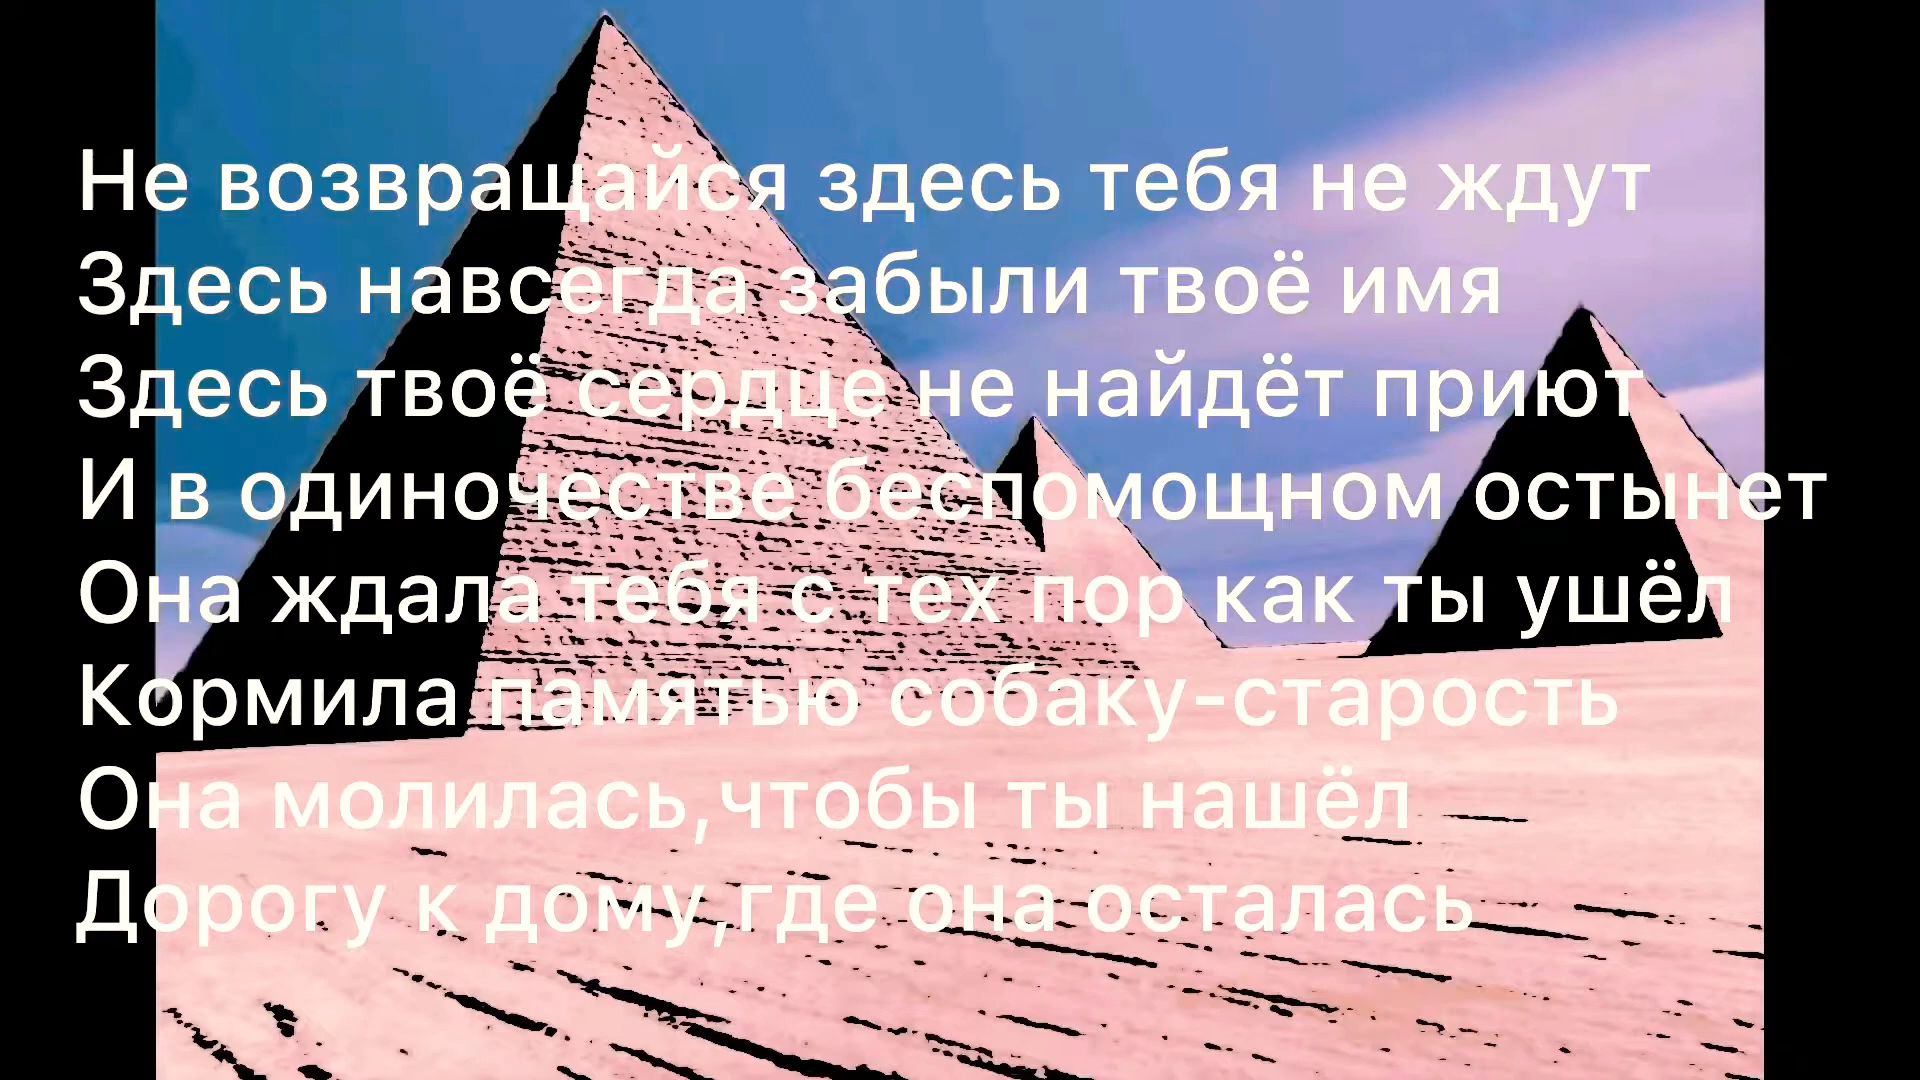 Не возвращайся здесь тебя не ждут
Здесь навсегда забыли твоё имя
Здесь твоё сердце не найдёт приют
И в одиночестве беспомощном остынет
Она ждала тебя с тех пор как ты ушёл
Кормила памятью собаку-старость
Она молилась,чтобы ты нашёл
Дорогу к дому,где она осталась